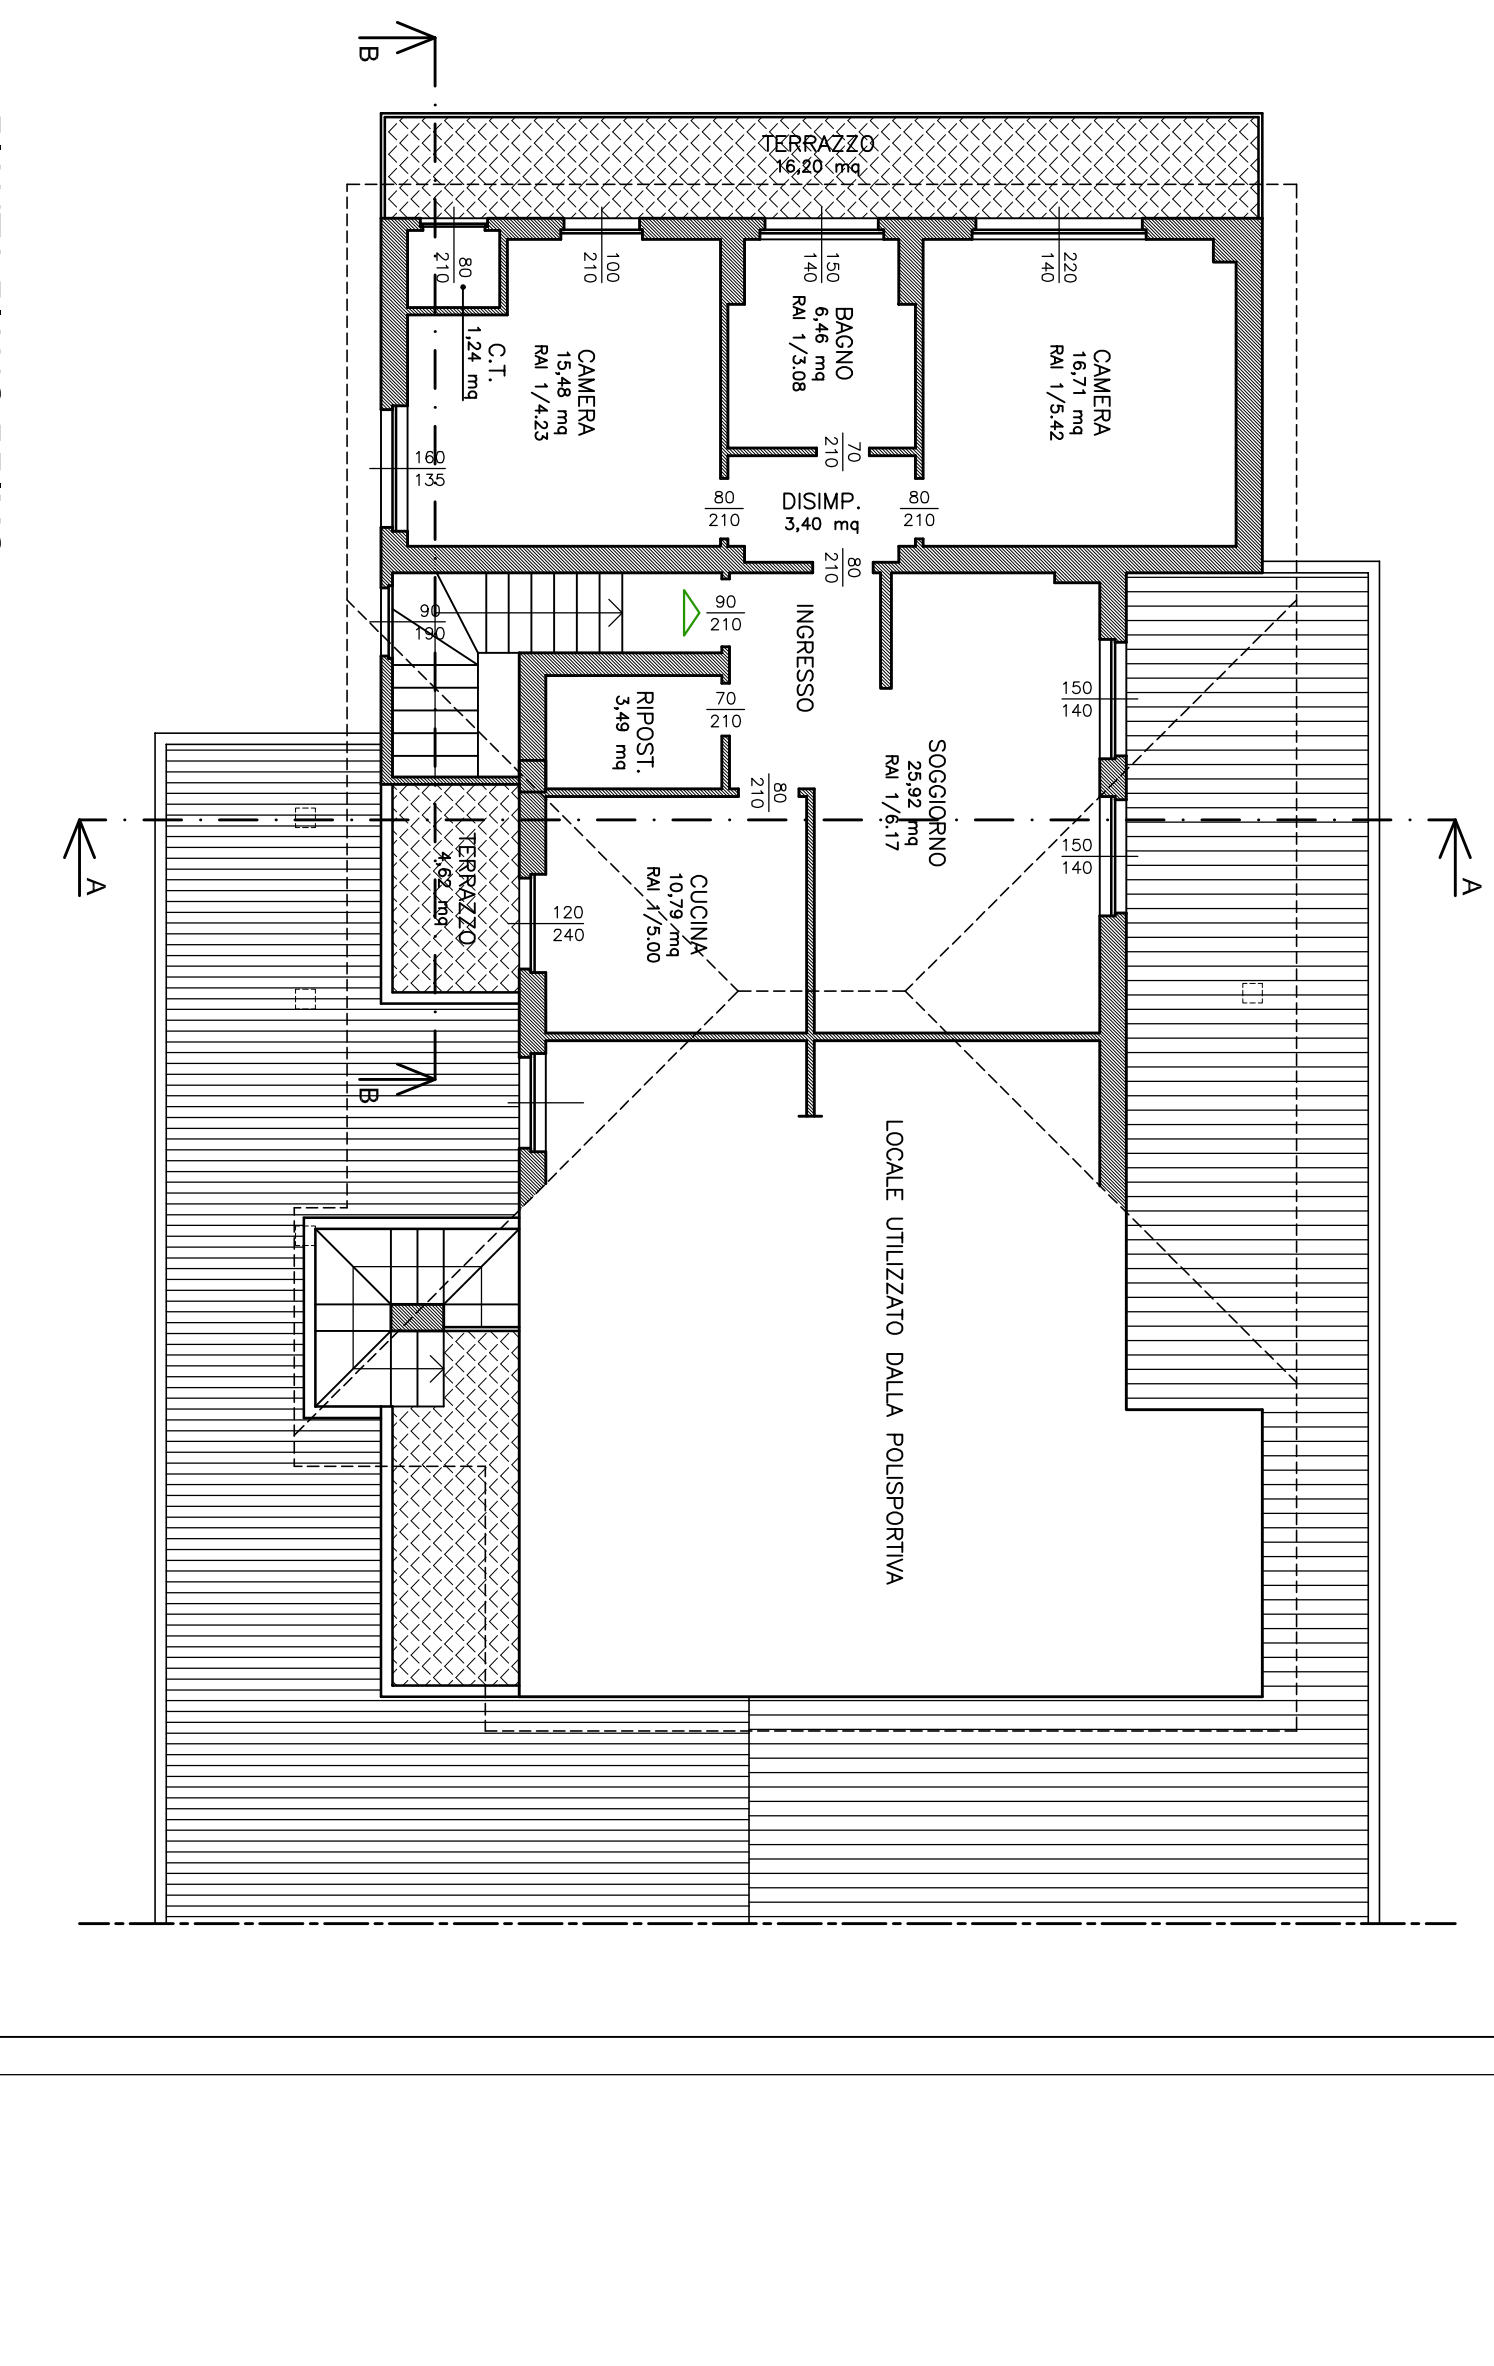 B
TERRAZZO
16,20 mq
80
210
100
210
150
140
220
140
C.T.
1,24 mq
CAMERA
15,48 mq
RAI 1/4.23
BAGNO
6,46 mq
RAI 1/3.08
CAMERA
16,71 mq
RAI 1/5.42
160
135
70
210
80
210
DISIMP.
3,40 mq
80
210
80
210
90
190
90
210
INGRESSO
RIPOST.
3,49 mq
70
210
150
140
80
210
SOGGIORNO
25,92 mq
RAI 1/6.17
150
140
A
A
TERRAZZO
4,62 mq
120
240
CUCINA
10,79 mq
RAI 1/5.00
B
LOCALE UTILIZZATO DALLA POLISPORTIVA